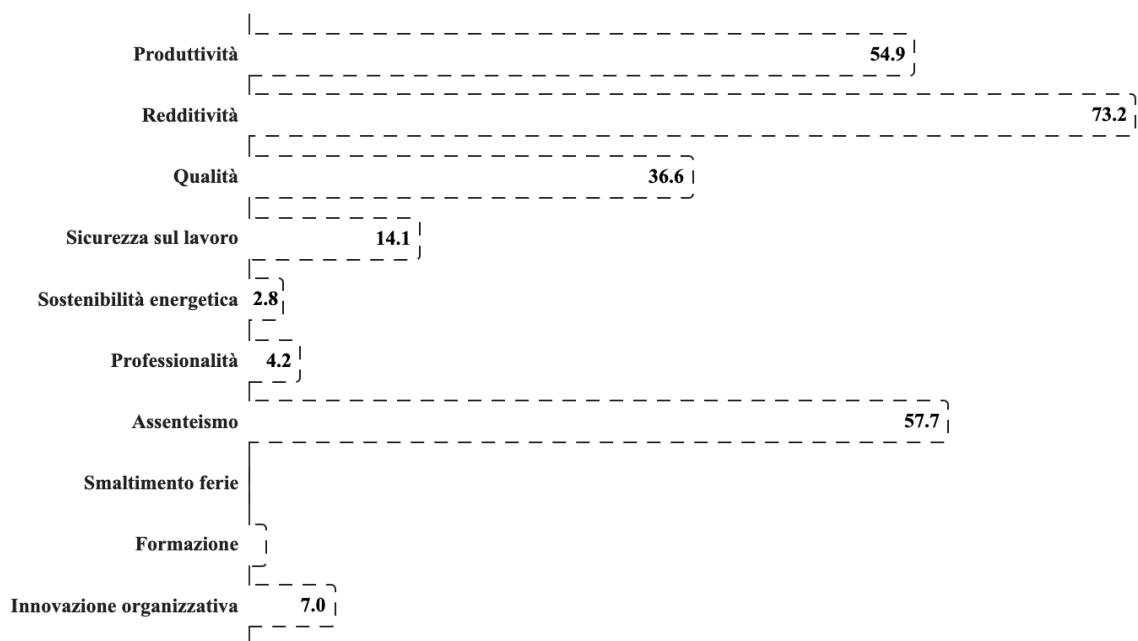 Produttività 54.9
Redditività 73.2
Qualità 36.6
Sicurezza sul lavoro 14.1
Sostenibilità energetica 2.8
Professionalità 4.2
Assenteismo 57.7
Smaltimento ferie
Formazione
Innovazione organizzativa 7.0